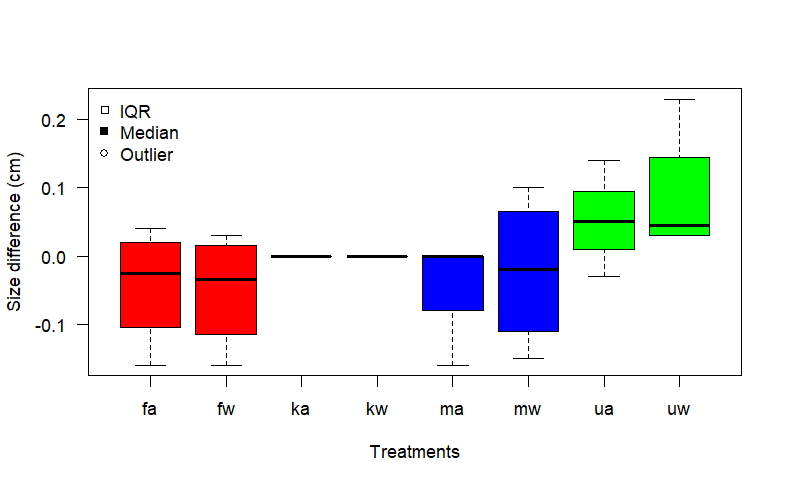 IQR
Median
Outlier
0.2
0.1
0.0
-0.1
Size difference (cm)
fa fw ka kw ma mw ua uw
Treatments